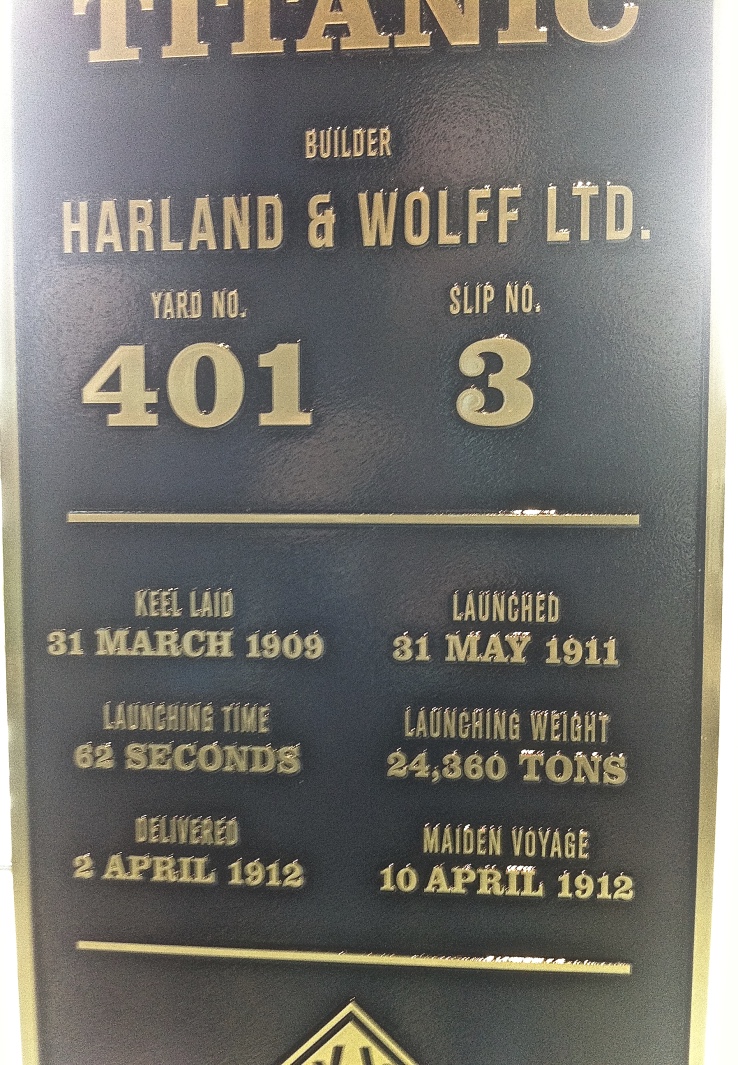 TITANIC
BUILDER
HARLAND & WOLFF LTD.
YARD NO. SLIP NO.
401 3
KEEL LAID LAUNCHED
31 MARCH 1909 31 MAY 1911
LAUNCHING TIME LAUNCHING WEIGHT
62 SECONDS 24,360 TONS
DELIVERED MAIDEN VOYAGE
2 APRIL 1912 10 APRIL 1912